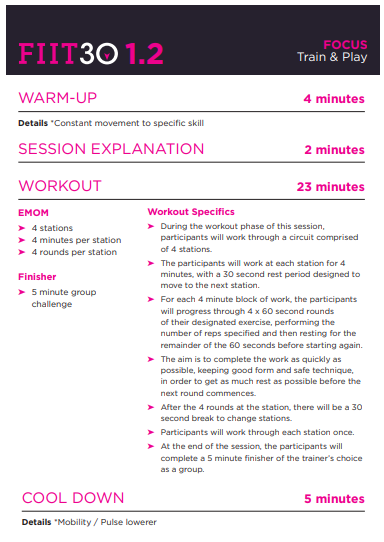 FIIT30 1.2
FOCUS
Train & Play
WARM-UP 4 minutes
Details *Constant movement to specific skill
SESSION EXPLANATION 2 minutes
WORKOUT 23 minutes
EMOM
➤ 4 stations
➤ 4 minutes per station
➤ 4 rounds per station
Finisher
➤ 5 minute group
challenge
Workout Specifics
➤ During the workout phase of this session,
participants will work through a circuit comprised
of 4 stations.
➤ The participants will work at each station for 4
minutes, with a 30 second rest period designed to
move to the next station.
➤ For each 4 minute block of work, the participants
will progress through 4 x 60 second rounds
of their designated exercise, performing the
number of reps specified and then resting for the
remainder of the 60 seconds before starting again.
➤ The aim is to complete the work as quickly as
possible, keeping good form and safe technique,
in order to get as much rest as possible before the
next round commences.
➤ After the 4 rounds at the station, there will be a 30
second break to change stations.
➤ Participants will work through each station once.
➤ At the end of the session, the participants will
complete a 5 minute finisher of the trainer's choice
as a group.
COOL DOWN 5 minutes
Details *Mobility / Pulse lowerer